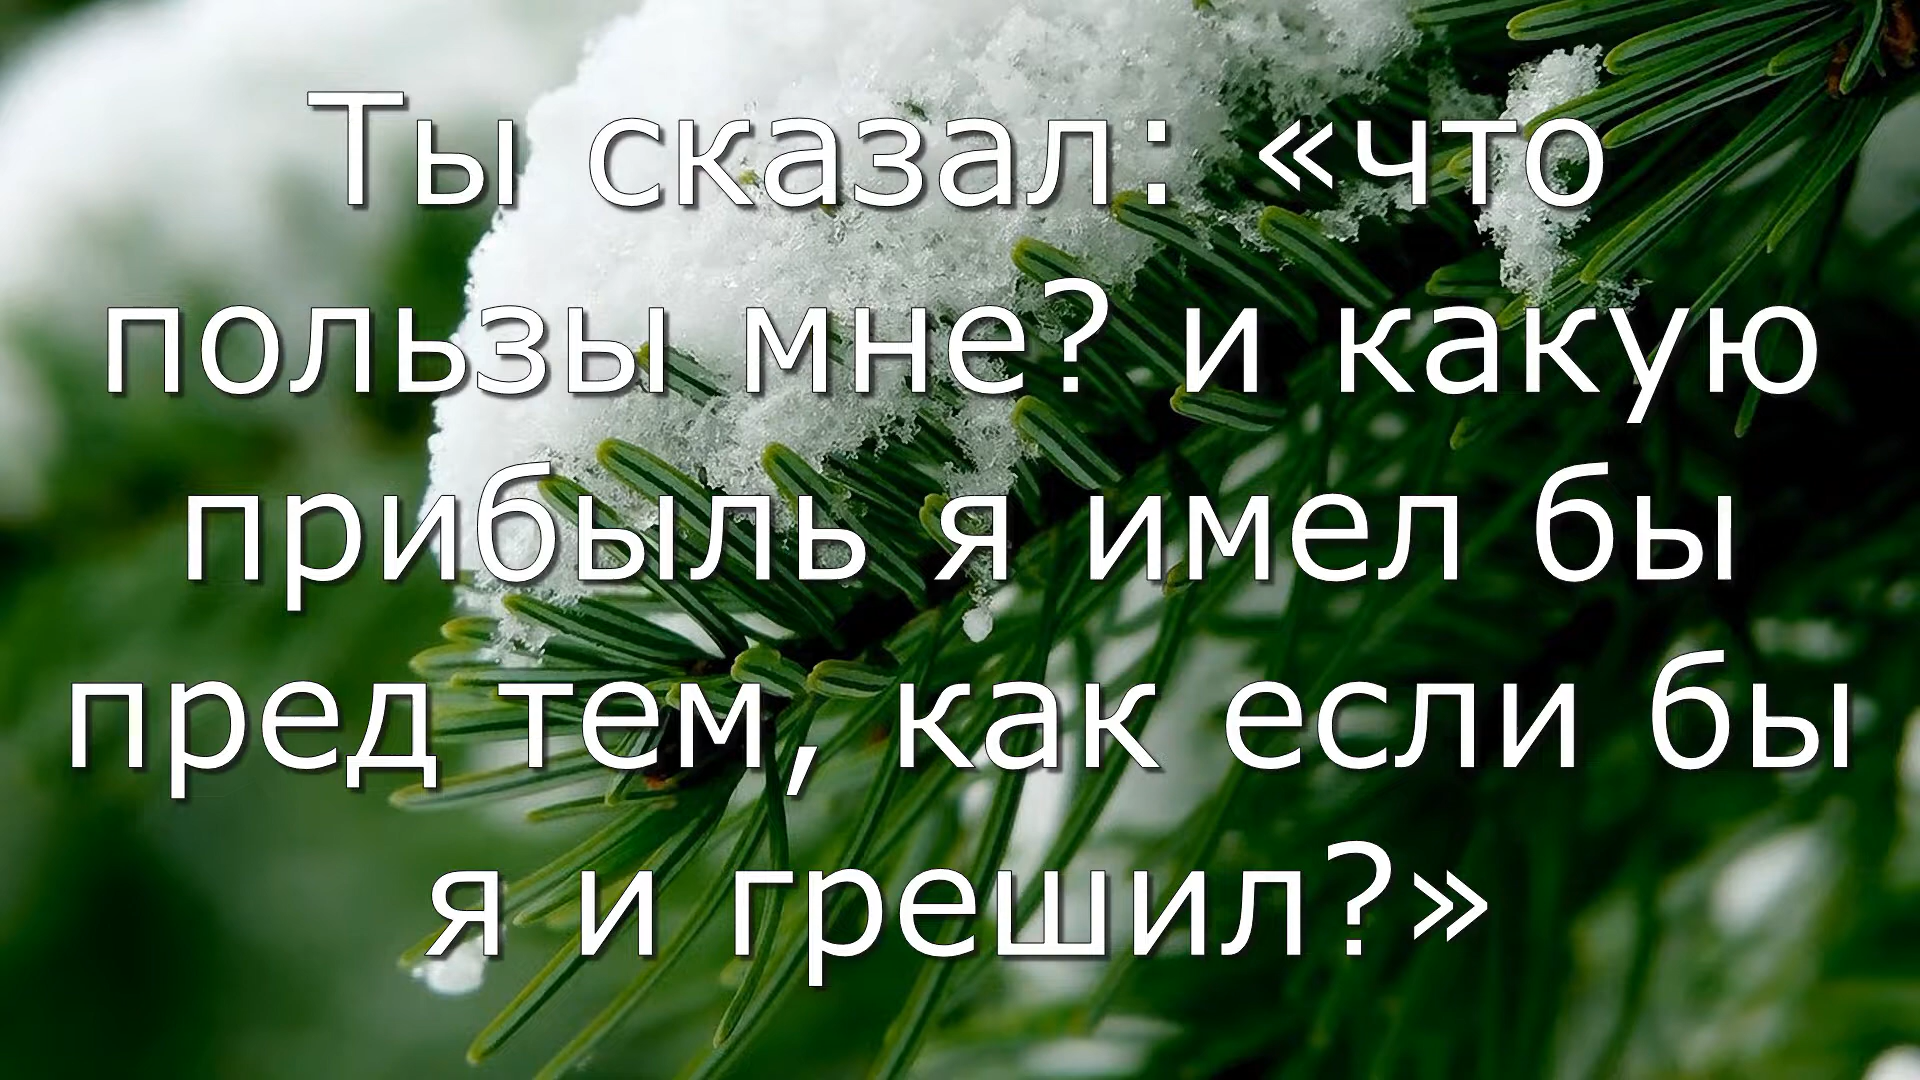 Ты сказал: «что
пользы мне? и какую
прибыль я имел бы
пред тем, как если бы
я и грешил?»